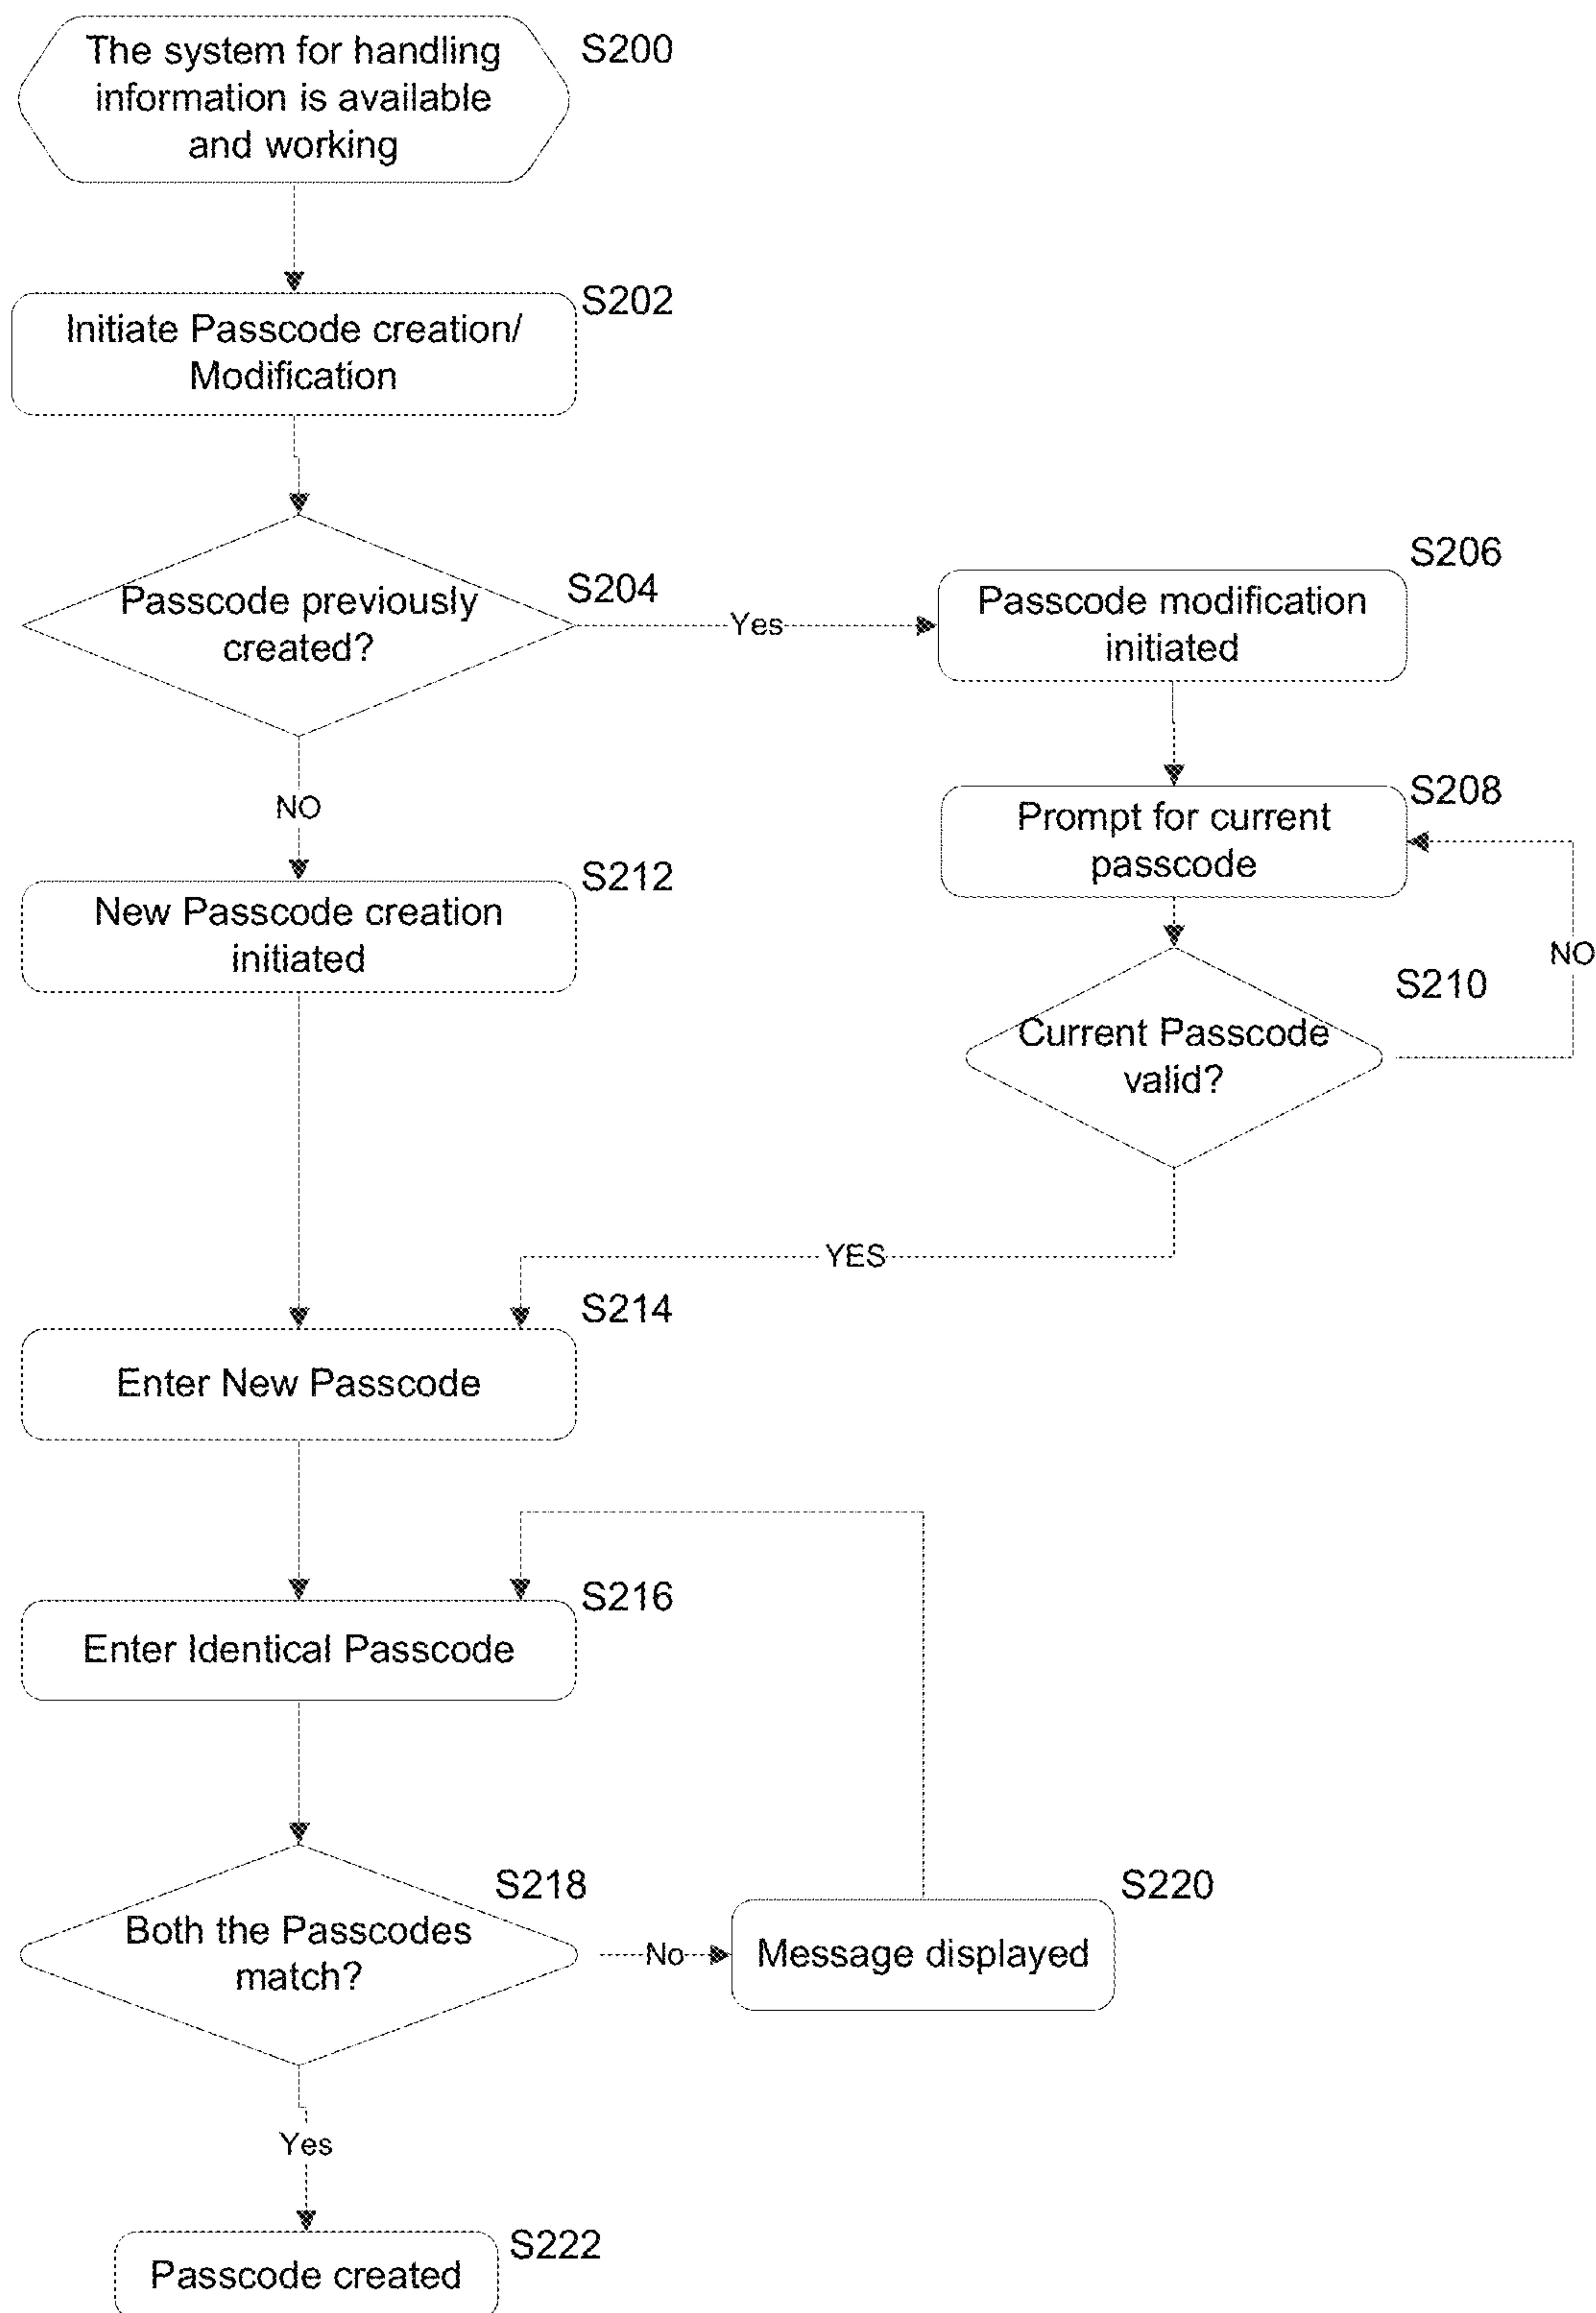 The system for handling
information is available
and working
S200
Initiate Passcode creation/
Modification
S202
Passcode previously
created?
S204
Yes
S206
Passcode modification
initiated
NO
S208
Prompt for current
passcode
S212
New Passcode creation
initiated
NO
S210
Current Passcode
valid?
YES
S214
Enter New Passcode
S216
Enter Identical Passcode
S218
Both the Passcodes
match?
No
S220
Message displayed
Yes
S222
Passcode created